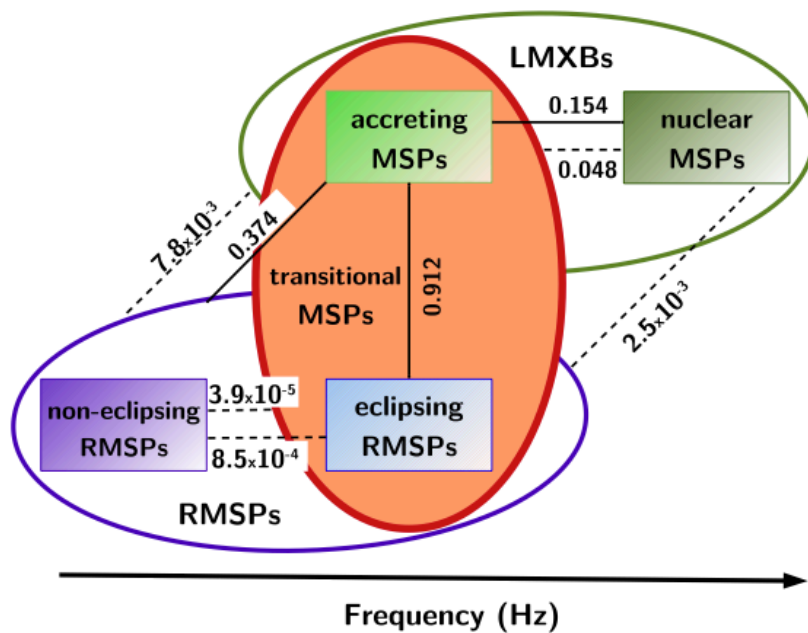 LMXBs
accreting
MSPs
0.154
nuclear
MSPs
0.048
7.8x10⁻³
0.374
transitional
MSPs
0.912
2.5x10⁻³
non-eclipsing
RMSPs
3.9x10⁻⁵
8.5x10⁻⁴
eclipsing
RMSPs
RMSPs
Frequency (Hz)